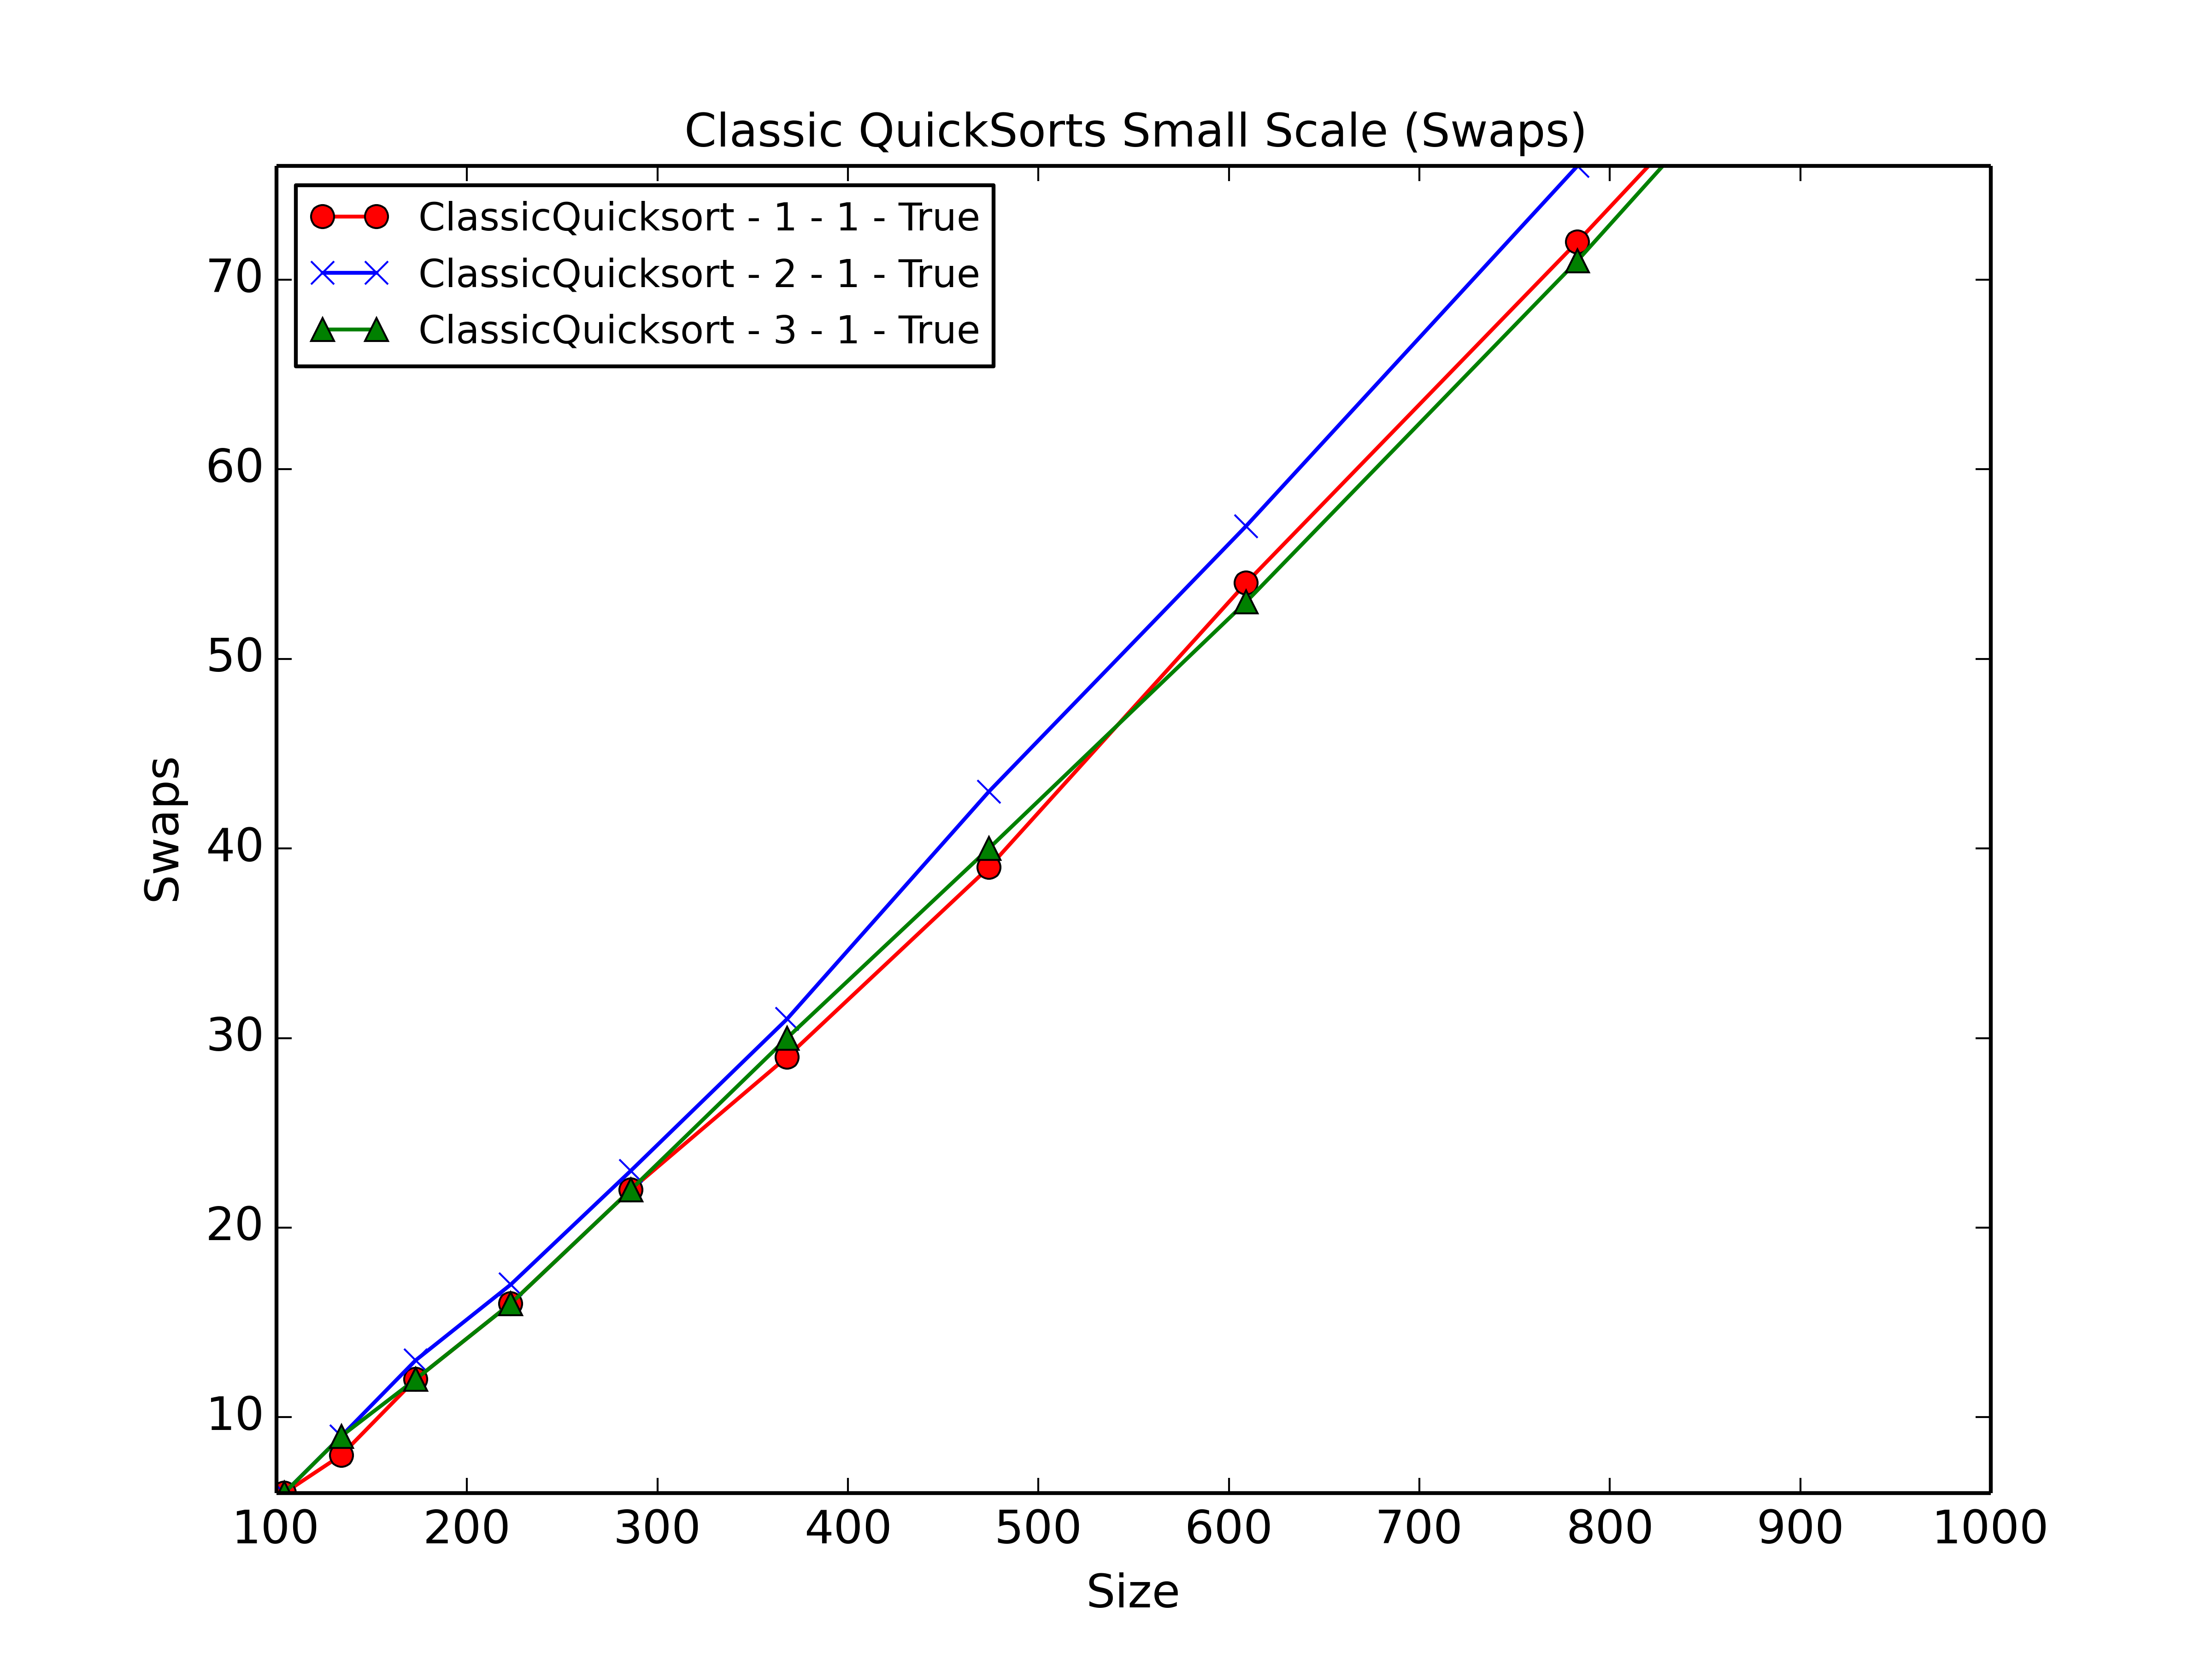 Classic QuickSorts Small Scale (Swaps)
ClassicQuicksort - 1 - 1 - True
ClassicQuicksort - 2 - 1 - True
ClassicQuicksort - 3 - 1 - True
70
60
50
40
30
20
10
Swaps
100 200 300 400 500 600 700 800 900 1000
Size